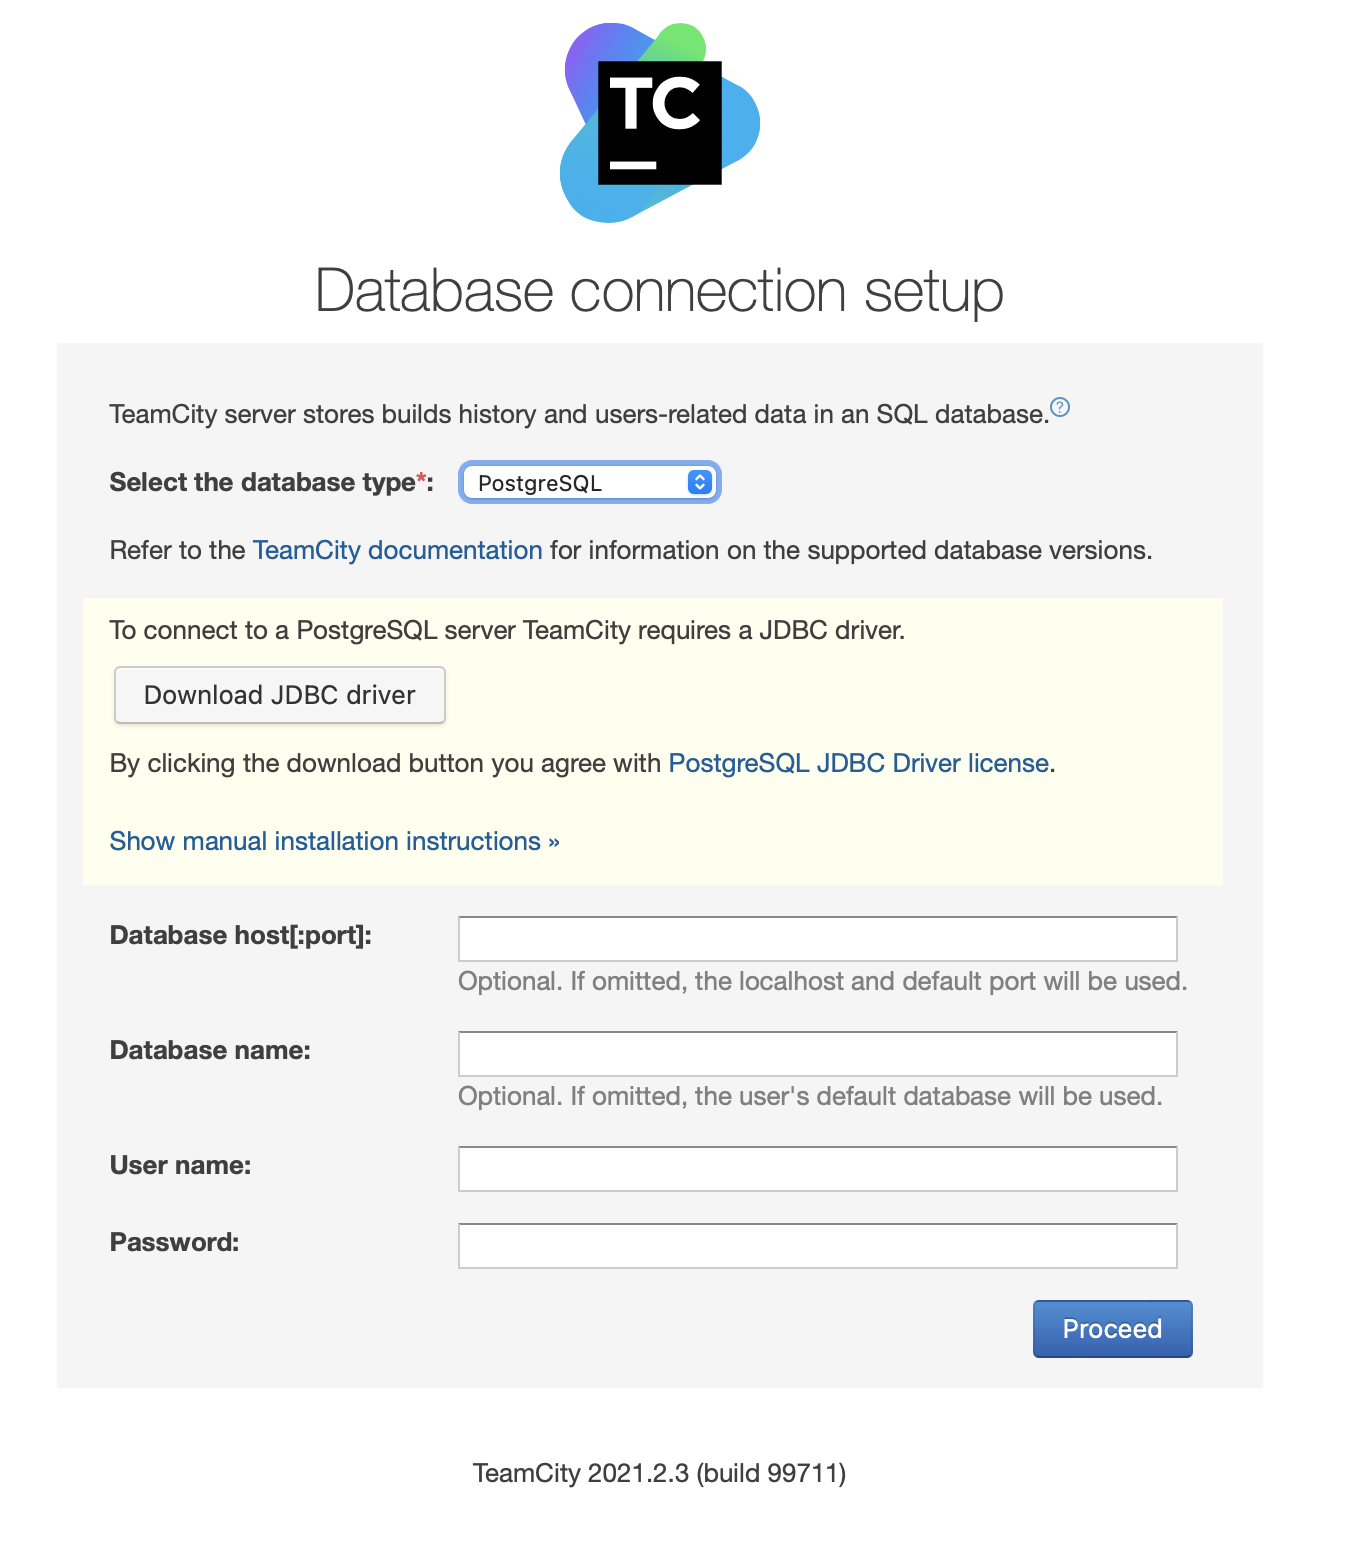 TC
Database connection setup
TeamCity server stores builds history and users-related data in an SQL database.?
Select the database type*: PostgreSQL
Refer to the TeamCity documentation for information on the supported database versions.
To connect to a PostgreSQL server TeamCity requires a JDBC driver.
Download JDBC driver
By clicking the download button you agree with PostgreSQL JDBC Driver license.
Show manual installation instructions »
Database host[:port]:
Optional. If omitted, the localhost and default port will be used.
Database name:
Optional. If omitted, the user's default database will be used.
User name:
Password:
Proceed
TeamCity 2021.2.3 (build 99711)